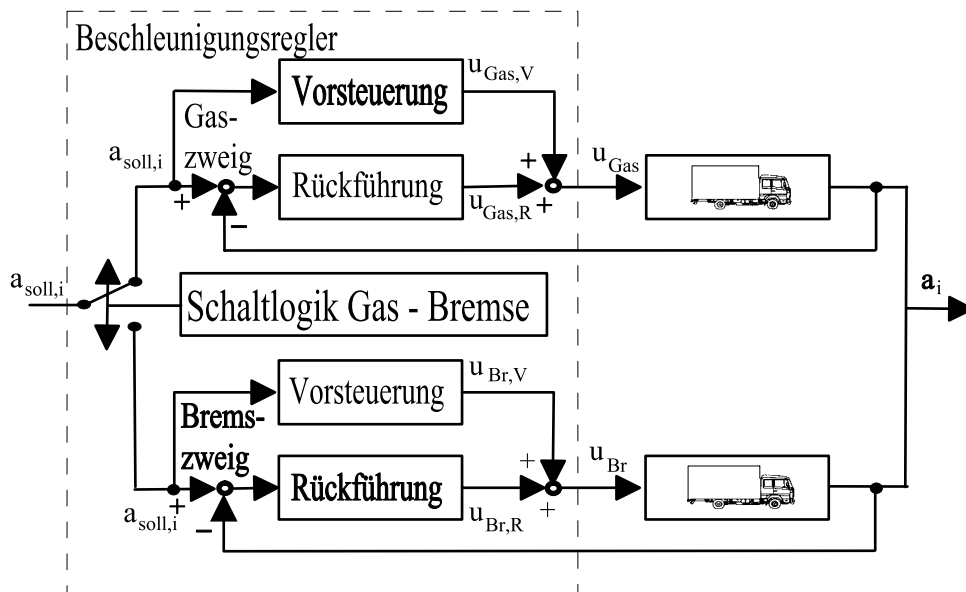 Beschleunigungsregler
Vorsteuerung
u_Gas,V
Gas-
zweig
a_soll,i
+
−
Rückführung
u_Gas,R
+
+
u_Gas
a_soll,i
Schaltlogik Gas - Bremse
a_i
Vorsteuerung
u_Br,V
Brems-
zweig
a_soll,i
+
−
Rückführung
u_Br,R
+
+
u_Br